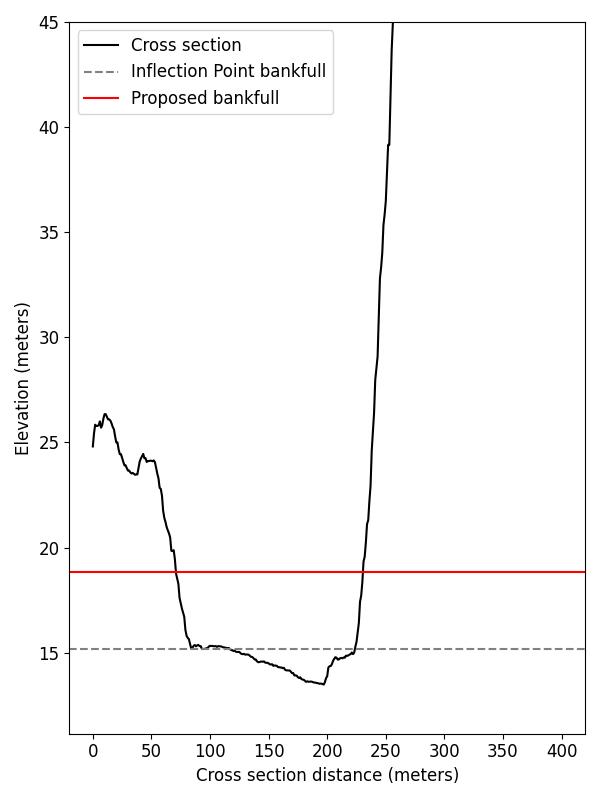 45
40
35
30
25
20
15
Elevation (meters)
Cross section
Inflection Point bankfull
Proposed bankfull
0 50 100 150 200 250 300 350 400
Cross section distance (meters)